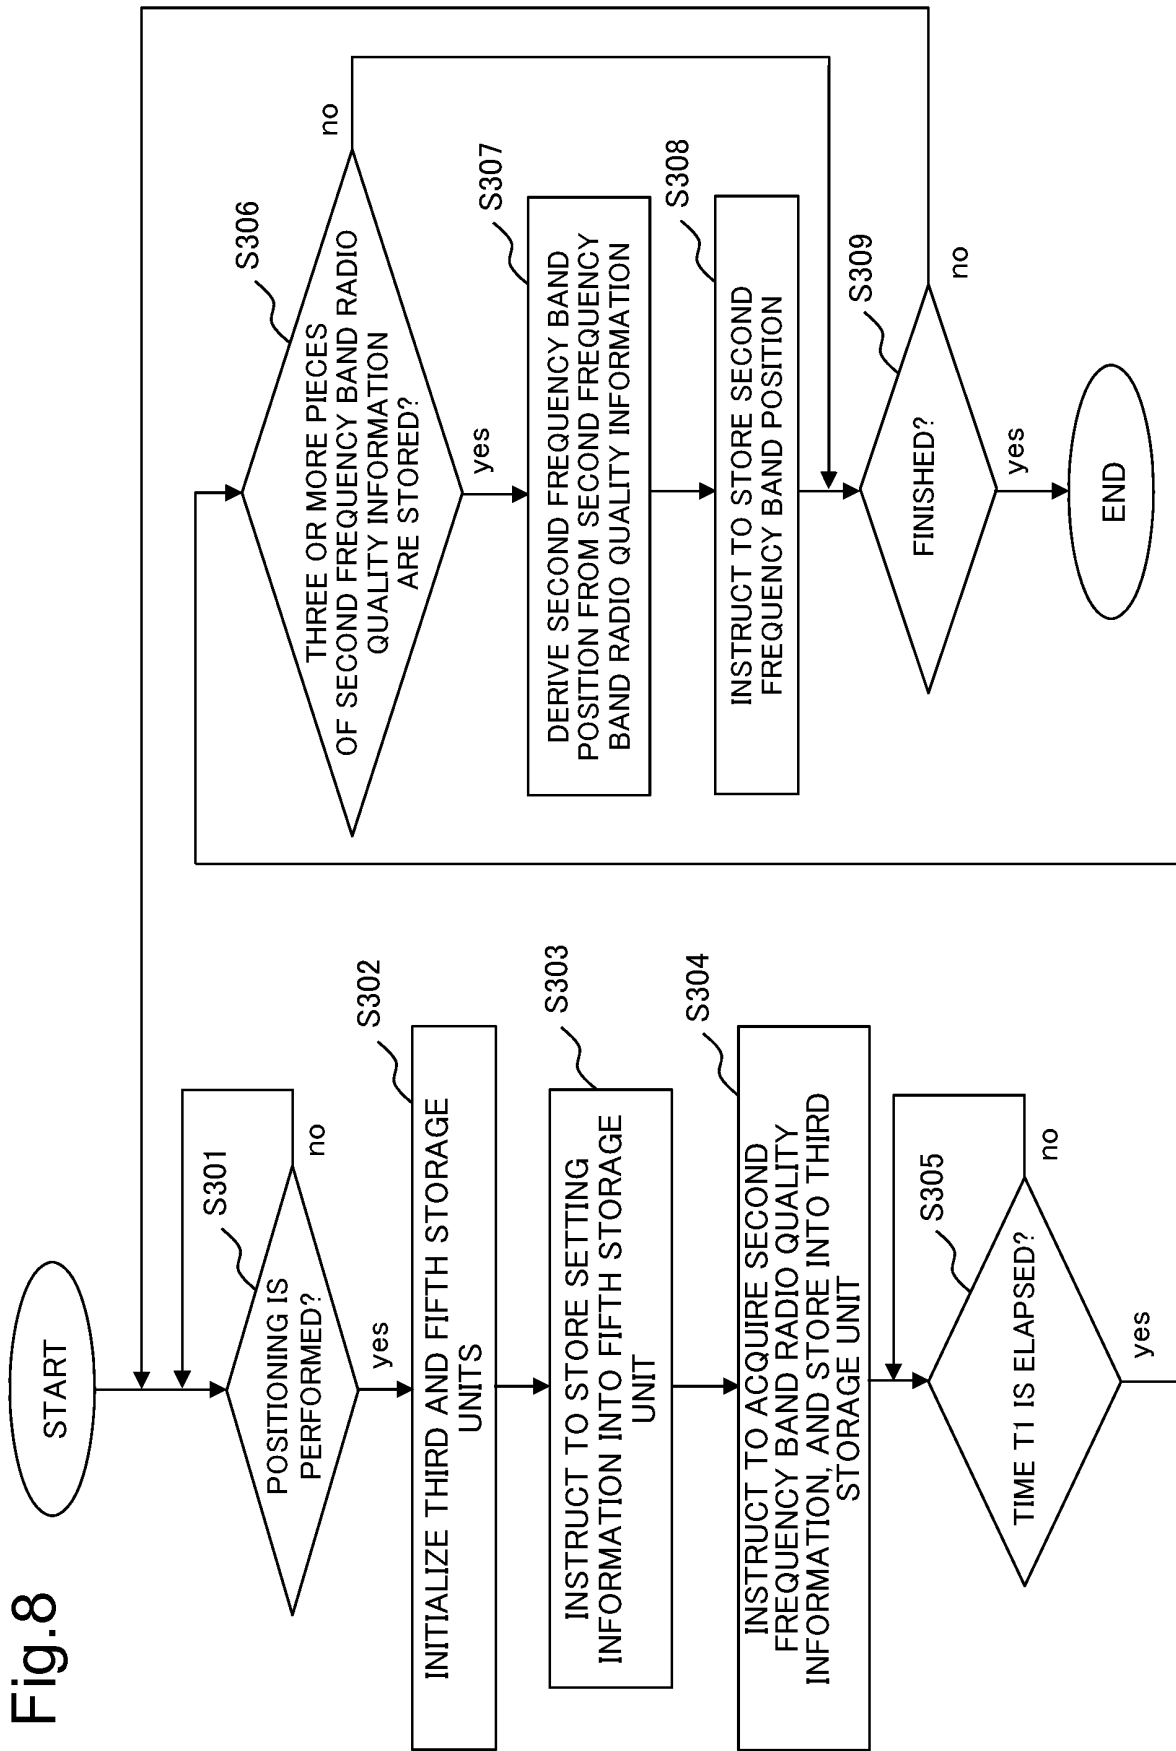 Fig.8
START
S301
POSITIONING IS
PERFORMED?
no
yes
S302
INITIALIZE THIRD AND FIFTH STORAGE
UNITS
S303
INSTRUCT TO STORE SETTING
INFORMATION INTO FIFTH STORAGE
UNIT
S304
INSTRUCT TO ACQUIRE SECOND
FREQUENCY BAND RADIO QUALITY
INFORMATION, AND STORE INTO THIRD
STORAGE UNIT
S305
TIME T1 IS ELAPSED?
no
yes
S306
THREE OR MORE PIECES
OF SECOND FREQUENCY BAND RADIO
QUALITY INFORMATION
ARE STORED?
no
yes
S307
DERIVE SECOND FREQUENCY BAND
POSITION FROM SECOND FREQUENCY
BAND RADIO QUALITY INFORMATION
S308
INSTRUCT TO STORE SECOND
FREQUENCY BAND POSITION
S309
FINISHED?
no
yes
END